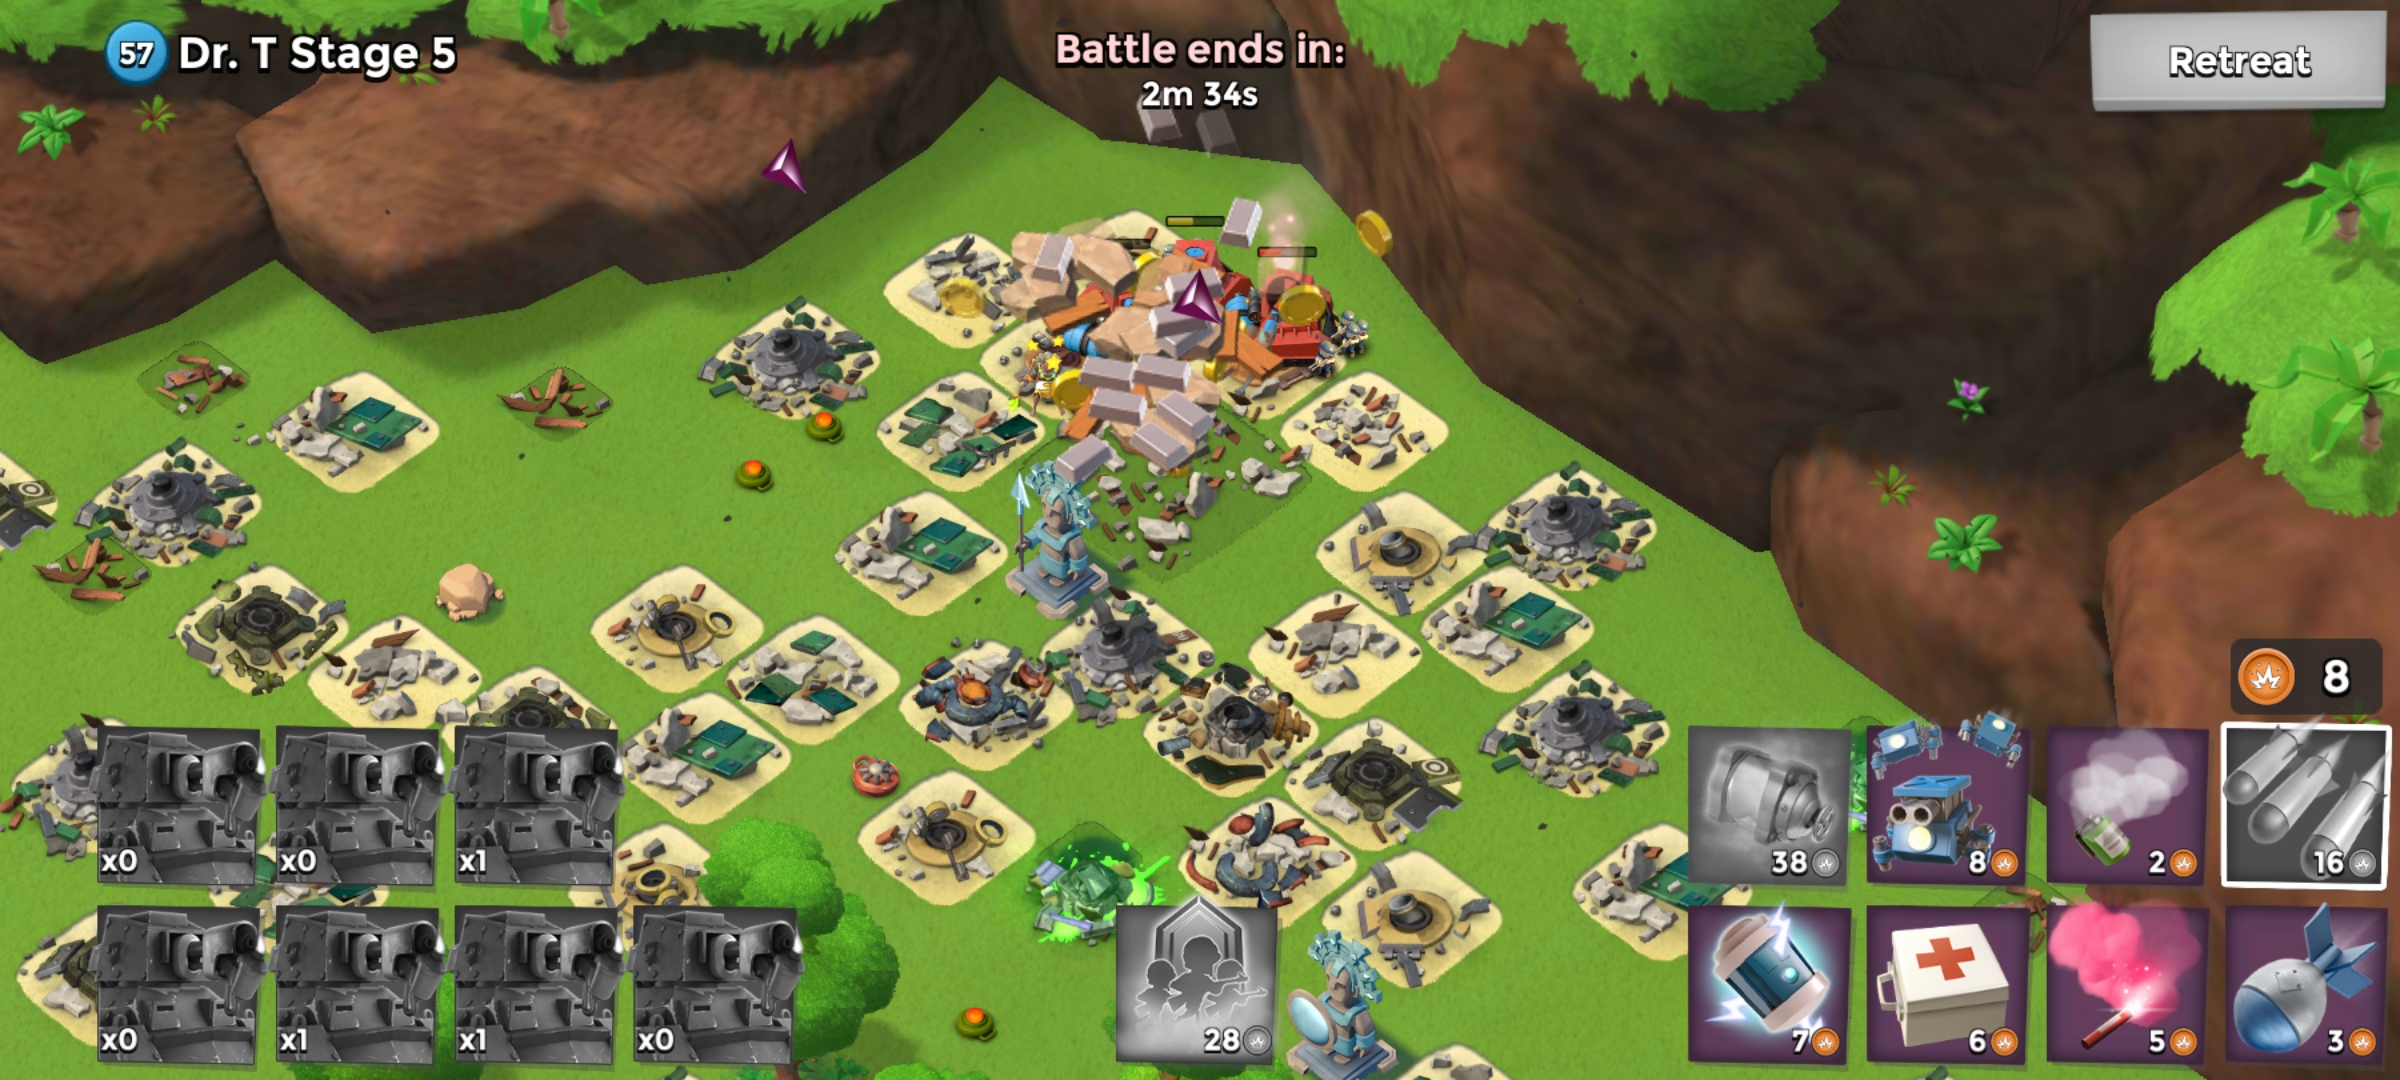 57 Dr. T Stage 5
Battle ends in:
2m 34s
Retreat
8
x0 x0 x1
38 8 2 16
x0 x1 x1 x0
28
7 6 5 3